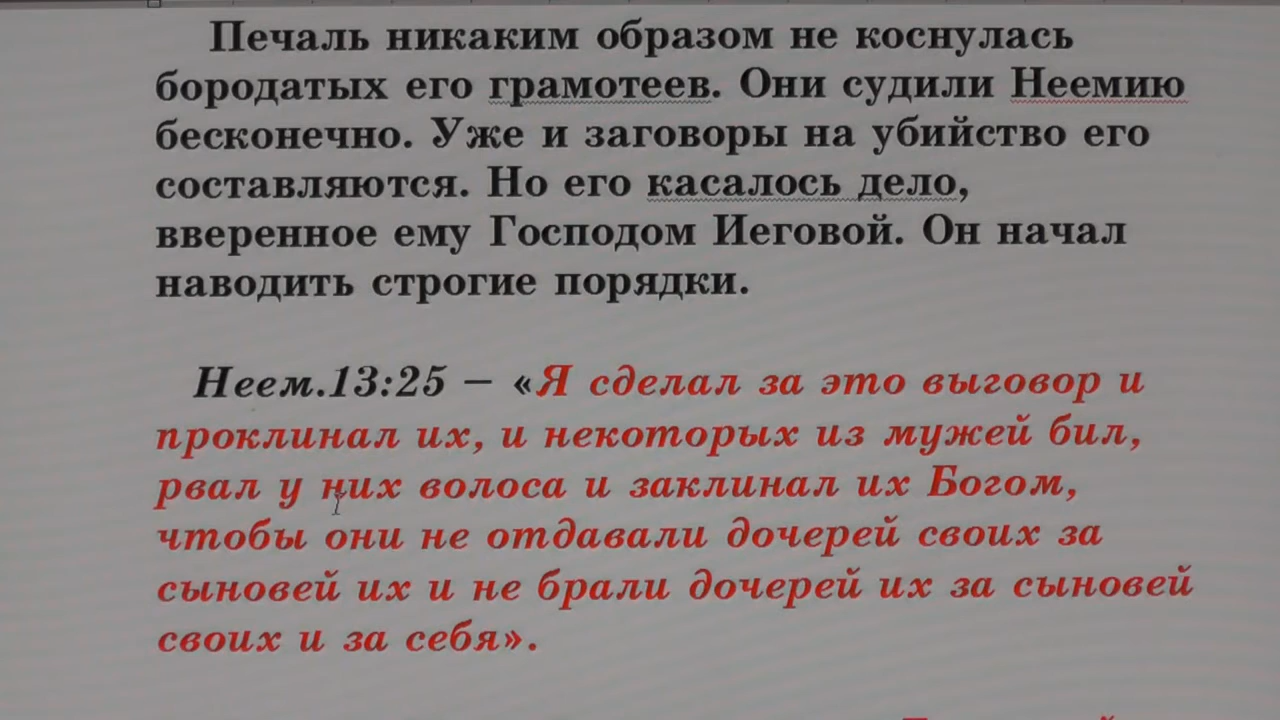 Печаль никаким образом не коснулась
бородатых его грамотеев. Они судили Неемию
бесконечно. Уже и заговоры на убийство его
составляются. Но его касалось дело,
вверенное ему Господом Иеговой. Он начал
наводить строгие порядки.
Неем.13:25 – «Я сделал за это выговор и
проклинал их, и некоторых из мужей бил,
рвал у них волоса и заклинал их Богом,
чтобы они не отдавали дочерей своих за
сыновей их и не брали дочерей их за сыновей
своих и за себя».